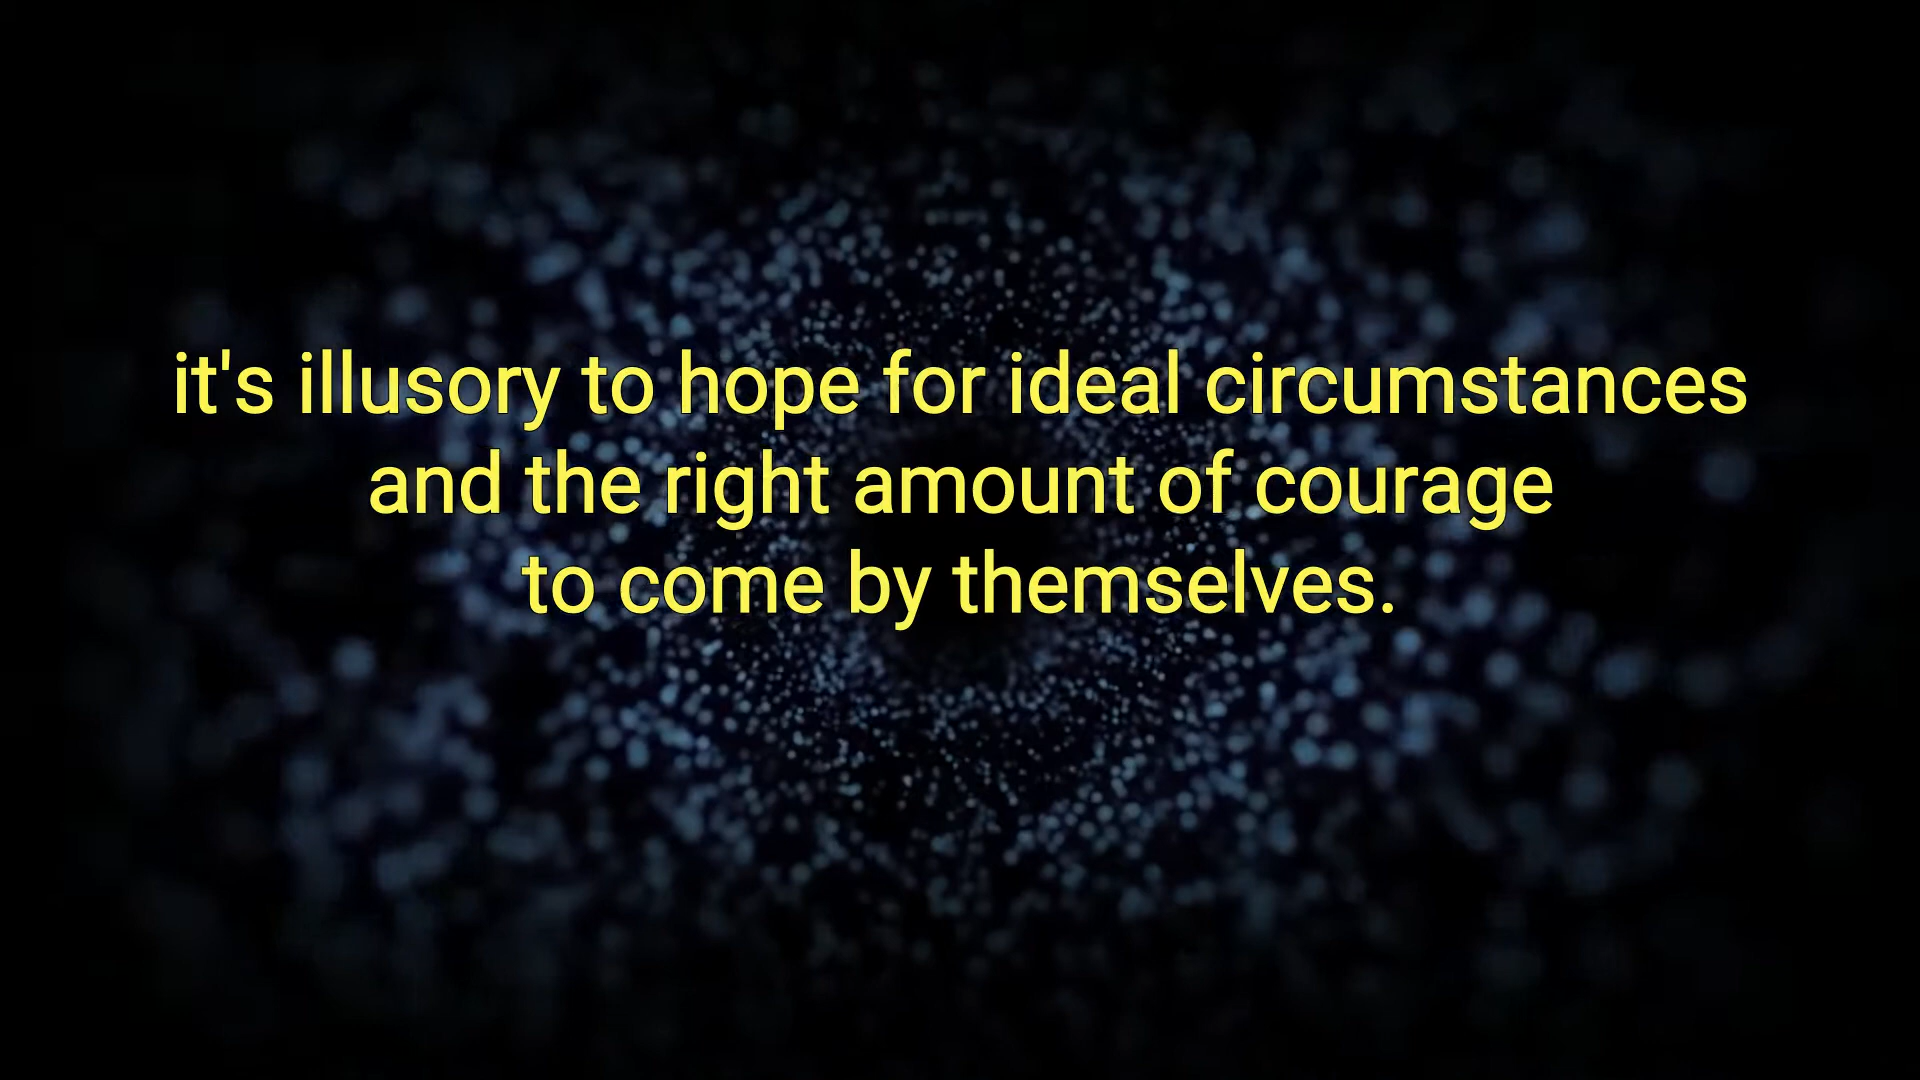 it's illusory to hope for ideal circumstances
and the right amount of courage
to come by themselves.